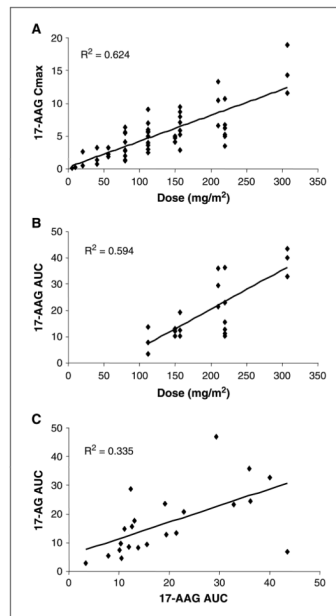 A
17-AAG Cmax
R² = 0.624
20
15
10
5
0
0 50 100 150 200 250 300 350
Dose (mg/m²)
B
17-AAG AUC
R² = 0.594
50
40
30
20
10
0
0 50 100 150 200 250 300 350
Dose (mg/m²)
C
17-AG AUC
R² = 0.335
50
40
30
20
10
0
0 10 20 30 40 50
17-AAG AUC